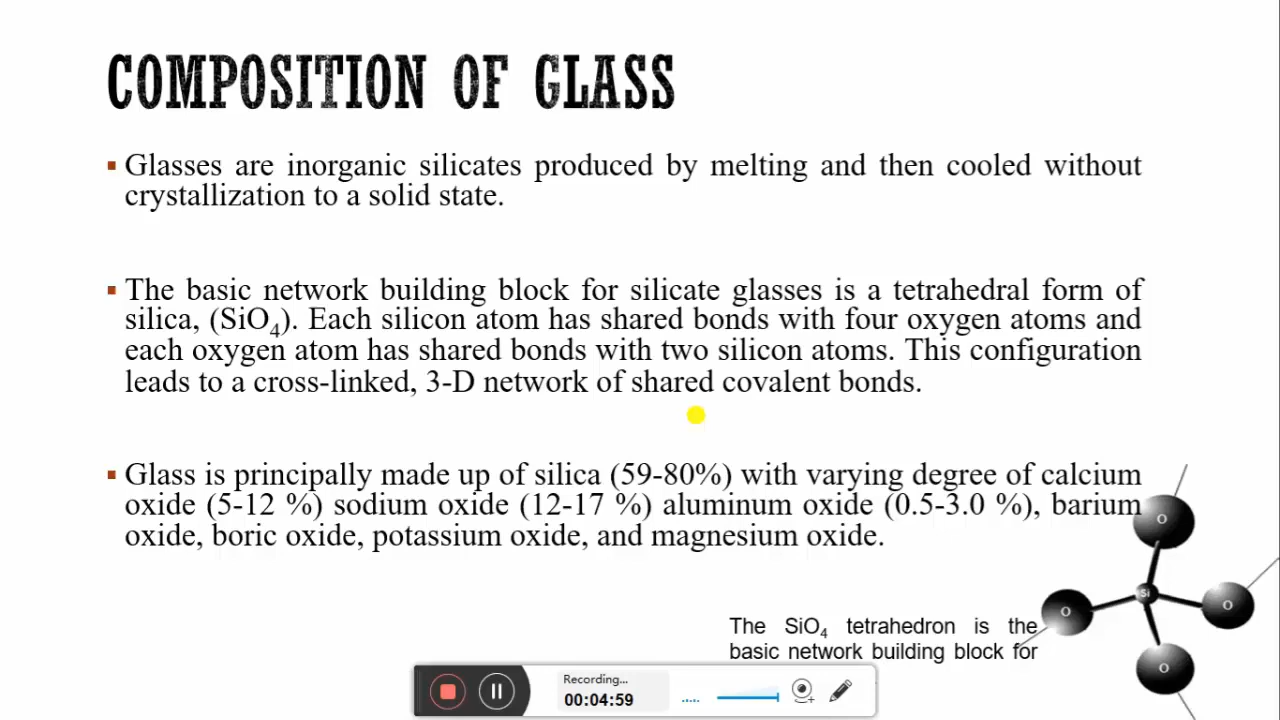 COMPOSITION OF GLASS
▪ Glasses are inorganic silicates produced by melting and then cooled without
crystallization to a solid state.
▪ The basic network building block for silicate glasses is a tetrahedral form of
silica, (SiO₄). Each silicon atom has shared bonds with four oxygen atoms and
each oxygen atom has shared bonds with two silicon atoms. This configuration
leads to a cross-linked, 3-D network of shared covalent bonds.
▪ Glass is principally made up of silica (59-80%) with varying degree of calcium
oxide (5-12 %) sodium oxide (12-17 %) aluminum oxide (0.5-3.0 %), barium
oxide, boric oxide, potassium oxide, and magnesium oxide.
O
Si
O
O
O
The SiO₄ tetrahedron is the
basic network building block for
Recording...
00:04:59